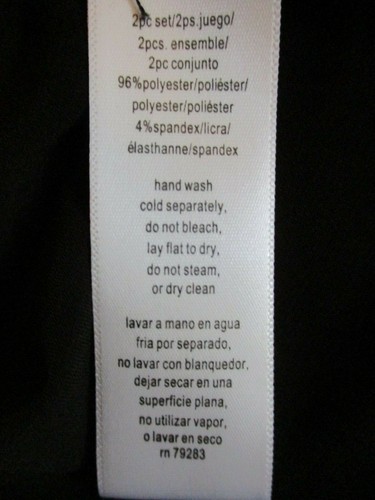 2pc set/2ps.juego/
2pcs. ensemble/
2pc conjunto
96%polyester/poliéster/
polyester/poliéster
4%spandex/licra/
élasthanne/spandex
hand wash
cold separately,
do not bleach,
lay flat to dry,
do not steam,
or dry clean
lavar a mano en agua
fria por separado,
no lavar con blanquedor,
dejar secar en una
superficie plana,
no utilizar vapor,
o lavar en seco
rn 79283